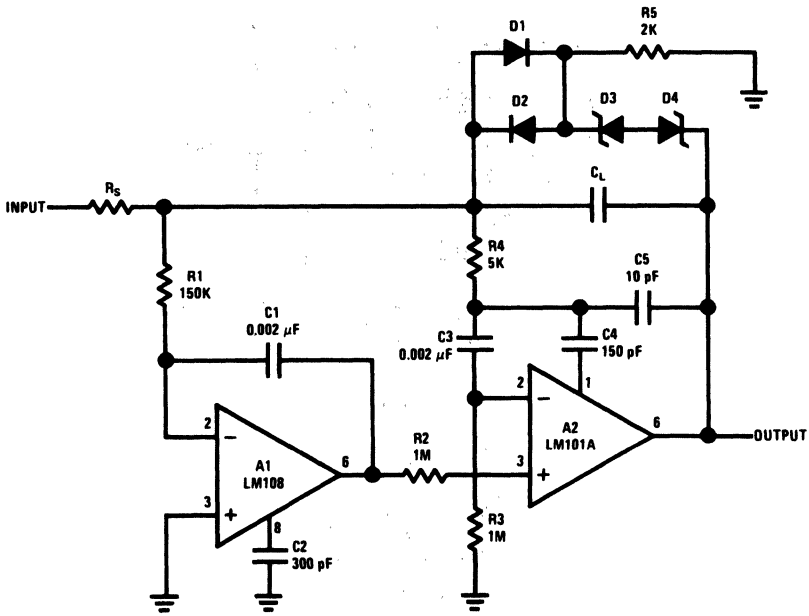 D1
R5
2K
D2
D3
D4
INPUT
RS
CL
R1
150K
R4
5K
C5
10 pF
C1
0.002 μF
C3
0.002 μF
C4
150 pF
2
−
A1
LM108
6
3
+
8
C2
300 pF
R2
1M
2
−
1
A2
LM101A
6
OUTPUT
3
+
R3
1M